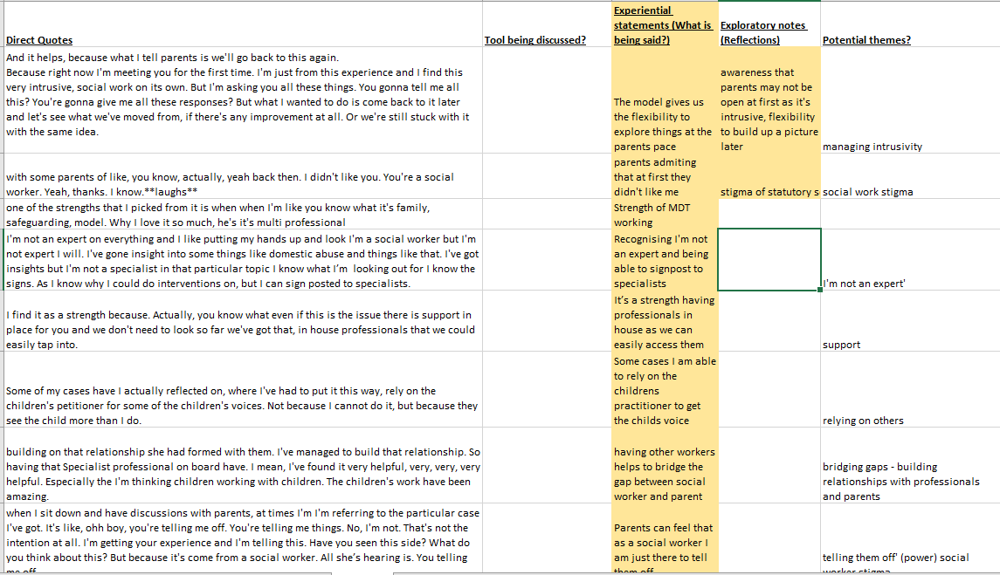 Direct Quotes
Tool being discussed?
Experiential
statements (What is
being said?)
Exploratory notes
(Reflections)
Potential themes?
And it helps, because what I tell parents is we'll go back to this again.
Because right now I'm meeting you for the first time. I'm just from this experience and I find this
very intrusive, social work on its own. But I'm asking you all these things. You gonna tell me all
this? You're gonna give me all these responses? But what I wanted to do is come back to it later
and let's see what we've moved from, if there's any improvement at all. Or we're still stuck with it
with the same idea.
The model gives us
the flexibility to
explore things at the
parents pace
awareness that
parents may not be
open at first as it's
intrusive, flexibility
to build up a picture
later
managing intrusivity
with some parents of like, you know, actually, yeah back then. I didn't like you. You're a social
worker. Yeah, thanks. I know.**laughs**
parents admiting
that at first they
didn't like me
stigma of statutory s
social work stigma
one of the strengths that I picked from it is when when I'm like you know what it's family,
safeguarding, model. Why I love it so much, he's it's multi professional
Strength of MDT
working
I'm not an expert on everything and I like putting my hands up and look I'm a social worker but I'm
not expert I will. I've gone insight into some things like domestic abuse and things like that. I've got
insights but I'm not a specialist in that particular topic I know what I'm looking out for I know the
signs. As I know why I could do interventions on, but I can sign posted to specialists.
Recognising I'm not
an expert and being
able to signpost to
specialists
I'm not an expert'
I find it as a strength because. Actually, you know what even if this is the issue there is support in
place for you and we don't need to look so far we've got that, in house professionals that we could
easily tap into.
It's a strength having
professionals in
house as we can
easily access them
support
Some of my cases have I actually reflected on, where I've had to put it this way, rely on the
children's petitioner for some of the children's voices. Not because I cannot do it, but because they
see the child more than I do.
Some cases I am able
to rely on the
childrens
practitioner to get
the childs voice
relying on others
building on that relationship she had formed with them. I've managed to build that relationship. So
having that Specialist professional on board have. I mean, I've found it very helpful, very, very, very
helpful. Especially the I'm thinking children working with children. The children's work have been
amazing.
having other workers
helps to bridge the
gap between social
worker and parent
bridging gaps - building
relationships with professionals
and parents
when I sit down and have discussions with parents, at times I'm I'm referring to the particular case
I've got. It's like, ohh boy, you're telling me off. You're telling me things. No, I'm not. That's not the
intention at all. I'm getting your experience and I'm telling this. Have you seen this side? What do
you think about this? But because it's come from a social worker. All she's hearing is. You telling
me off
Parents can feel that
as a social worker I
am just there to tell
them off
telling them off' (power) social
worker stigma